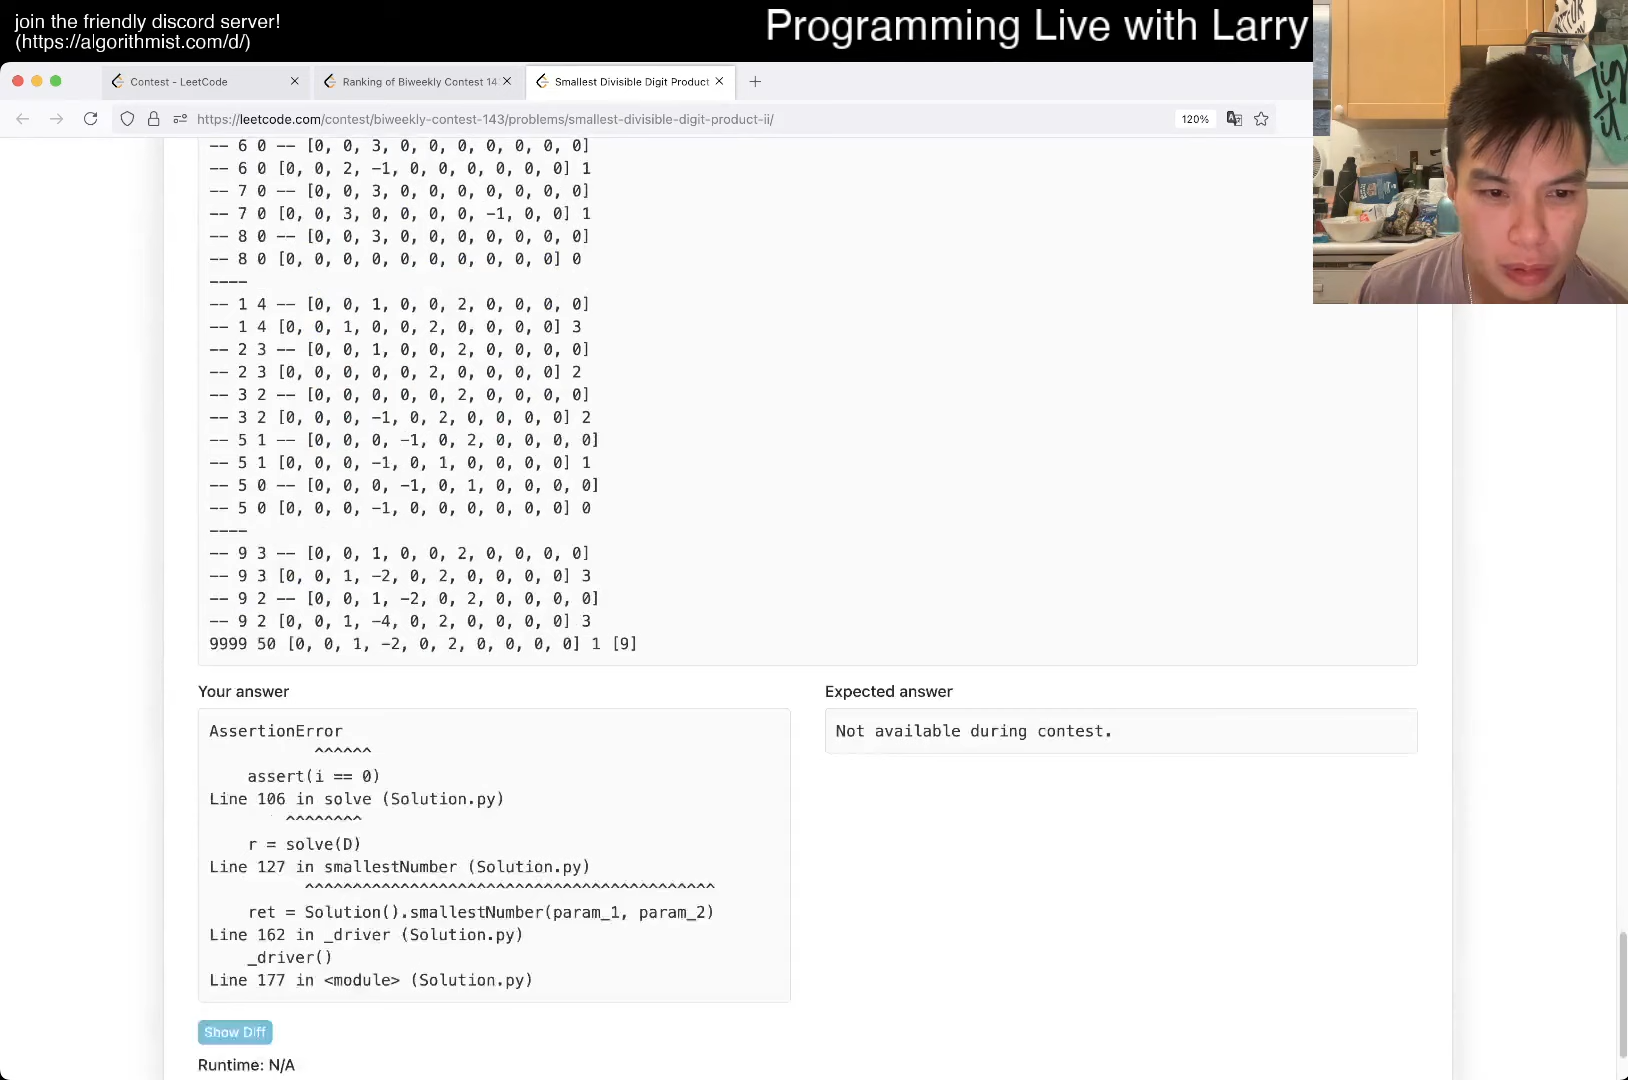 join the friendly discord server!
(https://algorithmist.com/d/)
Programming Live with Larry
Contest - LeetCode
Ranking of Biweekly Contest 14
Smallest Divisible Digit Product
https://leetcode.com/contest/biweekly-contest-143/problems/smallest-divisible-digit-product-ii/
120%
-- 6 0 -- [0, 0, 3, 0, 0, 0, 0, 0, 0, 0]
-- 6 0 [0, 0, 2, -1, 0, 0, 0, 0, 0, 0] 1
-- 7 0 -- [0, 0, 3, 0, 0, 0, 0, 0, 0, 0]
-- 7 0 [0, 0, 3, 0, 0, 0, 0, -1, 0, 0] 1
-- 8 0 -- [0, 0, 3, 0, 0, 0, 0, 0, 0, 0]
-- 8 0 [0, 0, 0, 0, 0, 0, 0, 0, 0, 0] 0
----
-- 1 4 -- [0, 0, 1, 0, 0, 2, 0, 0, 0, 0]
-- 1 4 [0, 0, 1, 0, 0, 2, 0, 0, 0, 0] 3
-- 2 3 -- [0, 0, 1, 0, 0, 2, 0, 0, 0, 0]
-- 2 3 [0, 0, 0, 0, 0, 2, 0, 0, 0, 0] 2
-- 3 2 -- [0, 0, 0, 0, 0, 2, 0, 0, 0, 0]
-- 3 2 [0, 0, 0, -1, 0, 2, 0, 0, 0, 0] 2
-- 5 1 -- [0, 0, 0, -1, 0, 2, 0, 0, 0, 0]
-- 5 1 [0, 0, 0, -1, 0, 1, 0, 0, 0, 0] 1
-- 5 0 -- [0, 0, 0, -1, 0, 1, 0, 0, 0, 0]
-- 5 0 [0, 0, 0, -1, 0, 0, 0, 0, 0, 0] 0
----
-- 9 3 -- [0, 0, 1, 0, 0, 2, 0, 0, 0, 0]
-- 9 3 [0, 0, 1, -2, 0, 2, 0, 0, 0, 0] 3
-- 9 2 -- [0, 0, 1, -2, 0, 2, 0, 0, 0, 0]
-- 9 2 [0, 0, 1, -4, 0, 2, 0, 0, 0, 0] 3
9999 50 [0, 0, 1, -2, 0, 2, 0, 0, 0, 0] 1 [9]
Your answer
Expected answer
AssertionError
^^^^^^
assert(i == 0)
Line 106 in solve (Solution.py)
^^^^^^^^
r = solve(D)
Line 127 in smallestNumber (Solution.py)
^^^^^^^^^^^^^^^^^^^^^^^^^^^^^^^^^^^^^^^^^^^
ret = Solution().smallestNumber(param_1, param_2)
Line 162 in _driver (Solution.py)
_driver()
Line 177 in <module> (Solution.py)
Not available during contest.
Show Diff
Runtime: N/A